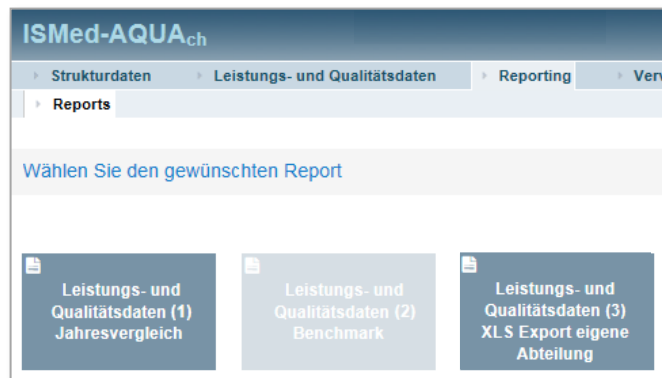 ISMed-AQUAch
Strukturdaten Leistungs- und Qualitätsdaten Reporting Verv
Reports
Wählen Sie den gewünschten Report
Leistungs- und
Qualitätsdaten (1)
Jahresvergleich
Leistungs- und
Qualitätsdaten (2)
Benchmark
Leistungs- und
Qualitätsdaten (3)
XLS Export eigene
Abteilung